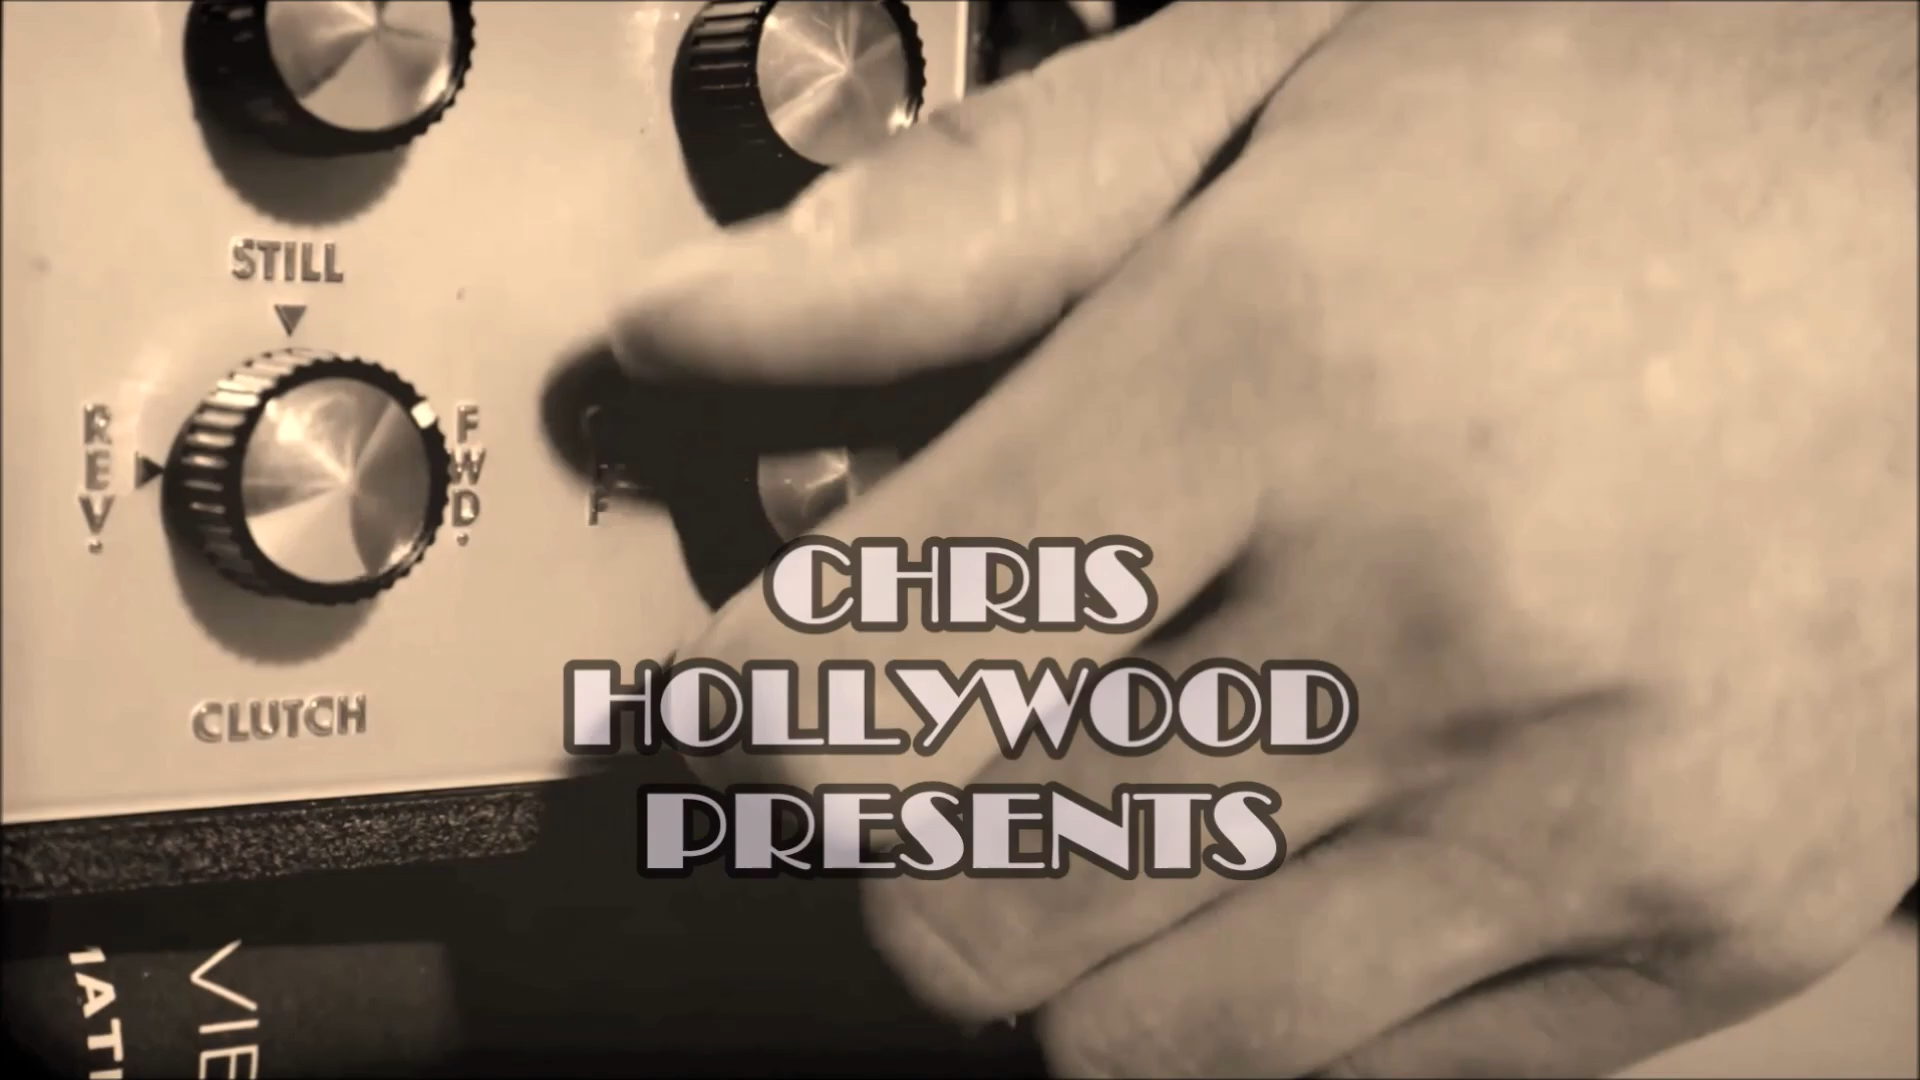 STILL
REV.
FWD.
F
CLUTCH
CHRIS
HOLLYWOOD
PRESENTS